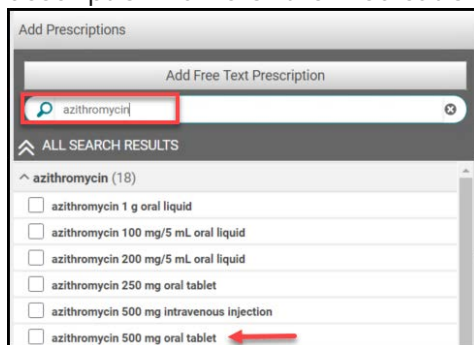 Add Prescriptions
Add Free Text Prescription
azithromycin
ALL SEARCH RESULTS
azithromycin (18)
azithromycin 1 g oral liquid
azithromycin 100 mg/5 mL oral liquid
azithromycin 200 mg/5 mL oral liquid
azithromycin 250 mg oral tablet
azithromycin 500 mg intravenous injection
azithromycin 500 mg oral tablet